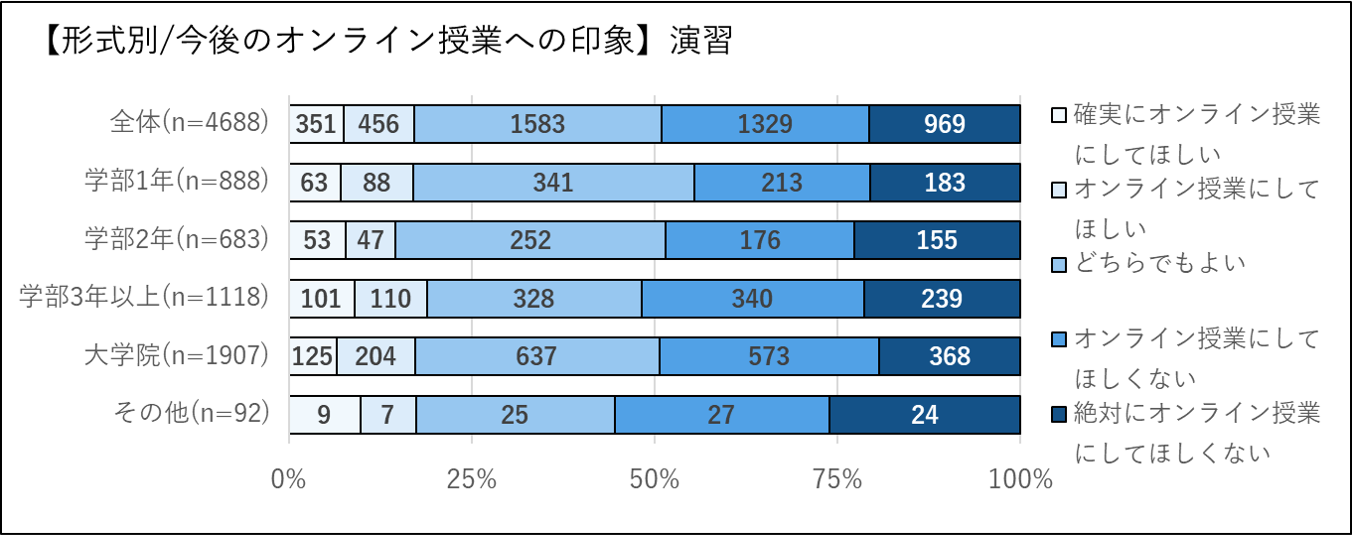 【形式別/今後のオンライン授業への印象】演習
全体(n=4688) 351 456 1583 1329 969
学部1年(n=888) 63 88 341 213 183
学部2年(n=683) 53 47 252 176 155
学部3年以上(n=1118) 101 110 328 340 239
大学院(n=1907) 125 204 637 573 368
その他(n=92) 9 7 25 27 24
0% 25% 50% 75% 100%
確実にオンライン授業
にしてほしい
オンライン授業にして
ほしい
どちらでもよい
オンライン授業にして
ほしくない
絶対にオンライン授業
にしてほしくない